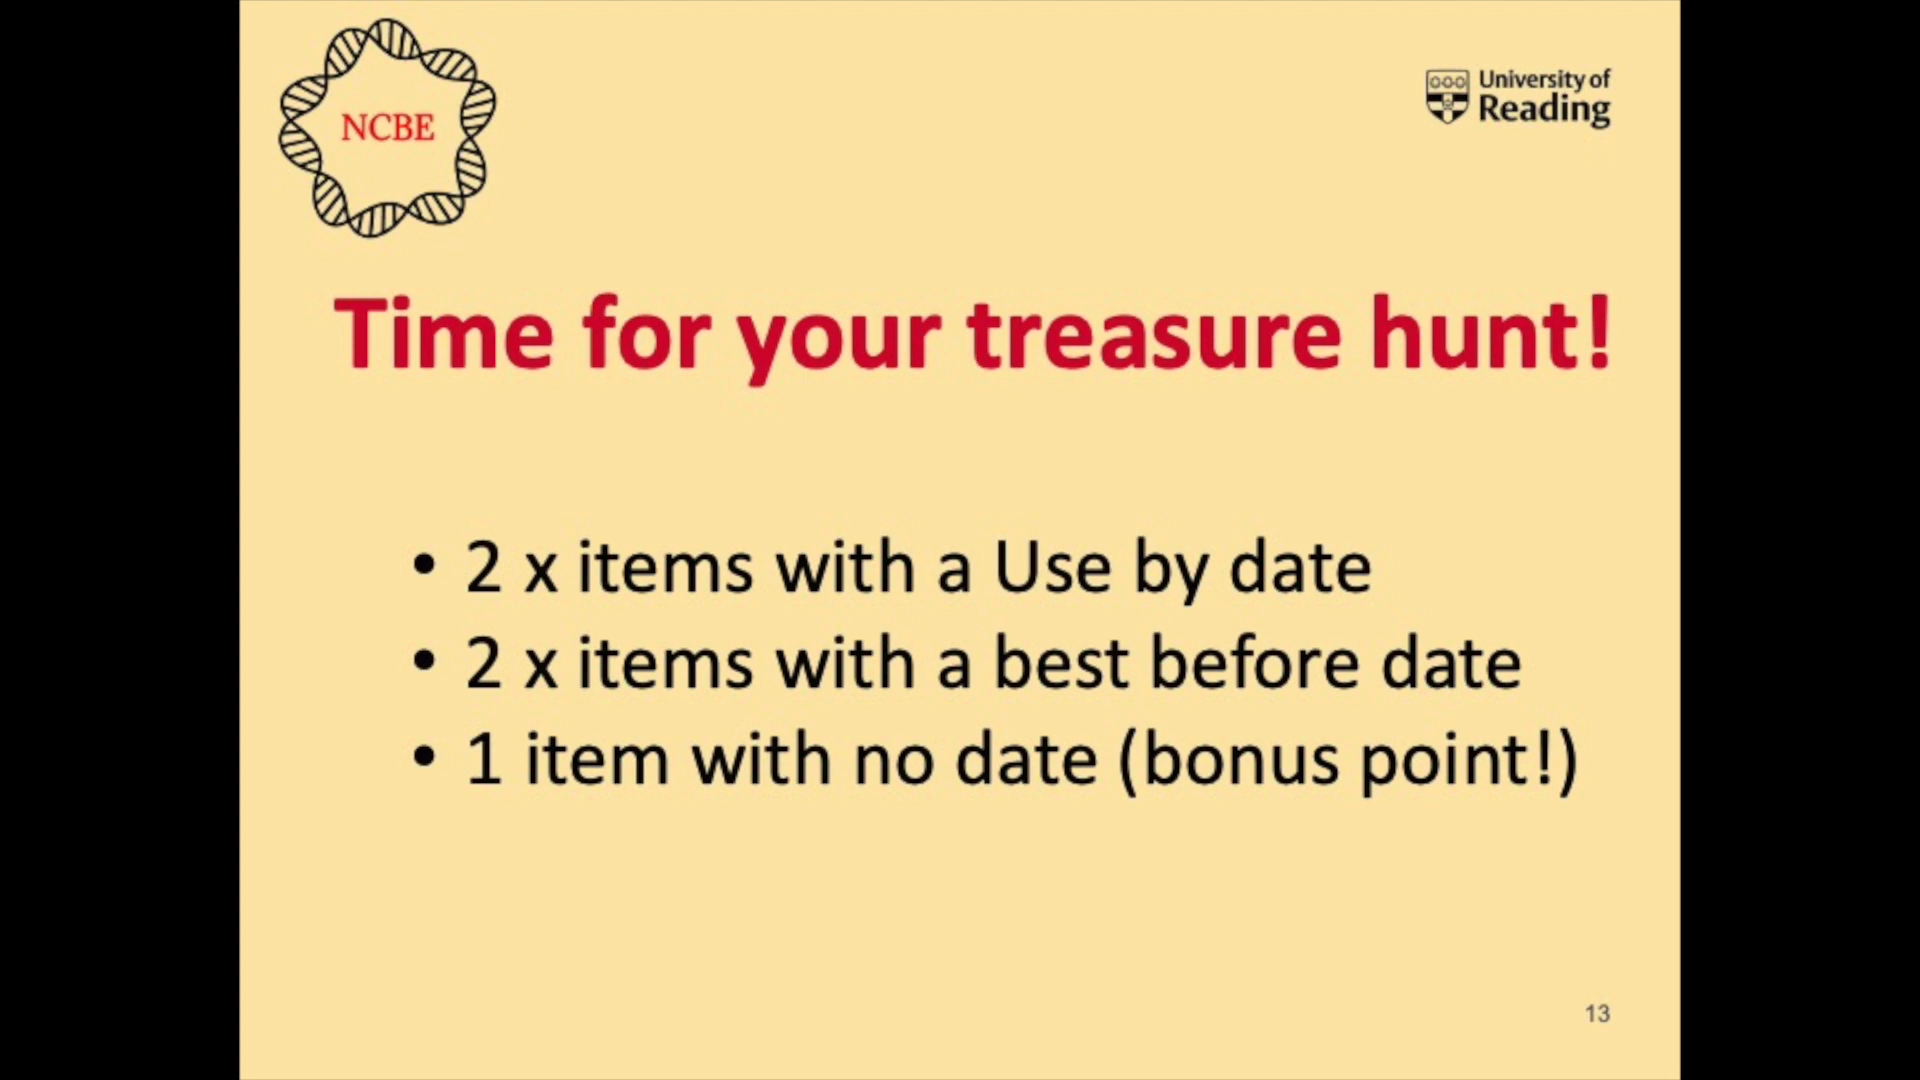 NCBE
University of
Reading
Time for your treasure hunt!
• 2 x items with a Use by date
• 2 x items with a best before date
• 1 item with no date (bonus point!)
13